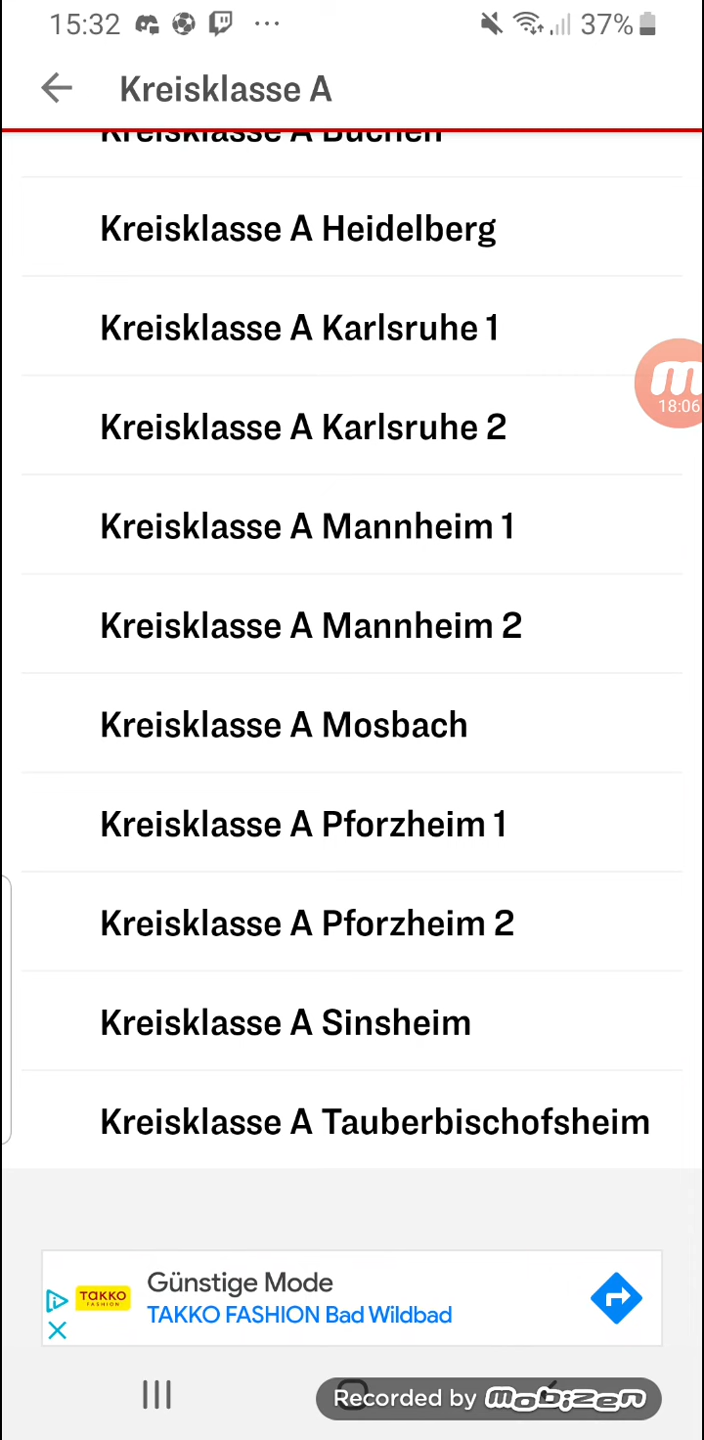 15:32 37%
Kreisklasse A
Kreisklasse A Buchen
Kreisklasse A Heidelberg
Kreisklasse A Karlsruhe 1
m
18:06
Kreisklasse A Karlsruhe 2
Kreisklasse A Mannheim 1
Kreisklasse A Mannheim 2
Kreisklasse A Mosbach
Kreisklasse A Pforzheim 1
Kreisklasse A Pforzheim 2
Kreisklasse A Sinsheim
Kreisklasse A Tauberbischofsheim
TAKKO
FASHION
Günstige Mode
TAKKO FASHION Bad Wildbad
Recorded by mobizen